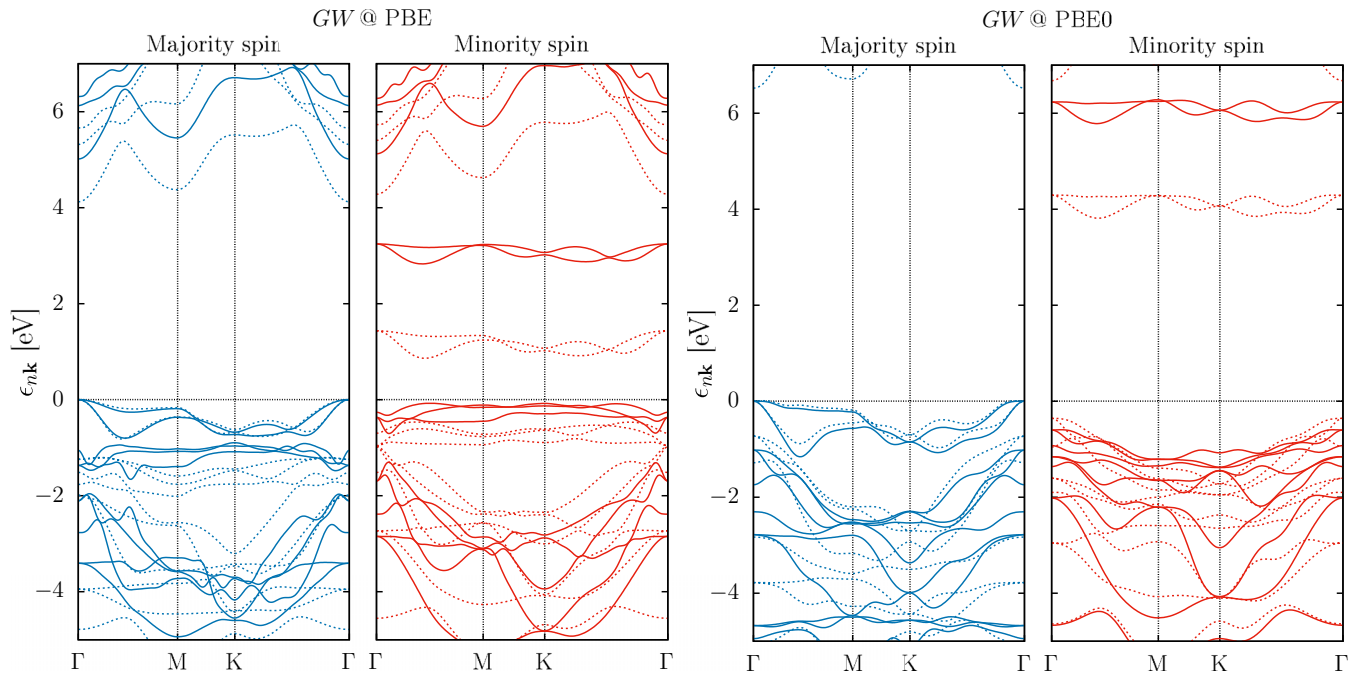 GW @ PBE
Majority spin
Minority spin
ϵnk [eV]
6
4
2
0
−2
−4
Γ
M
K
Γ
Γ
M
K
Γ
GW @ PBE0
Majority spin
Minority spin
ϵnk [eV]
6
4
2
0
−2
−4
Γ
M
K
Γ
Γ
M
K
Γ